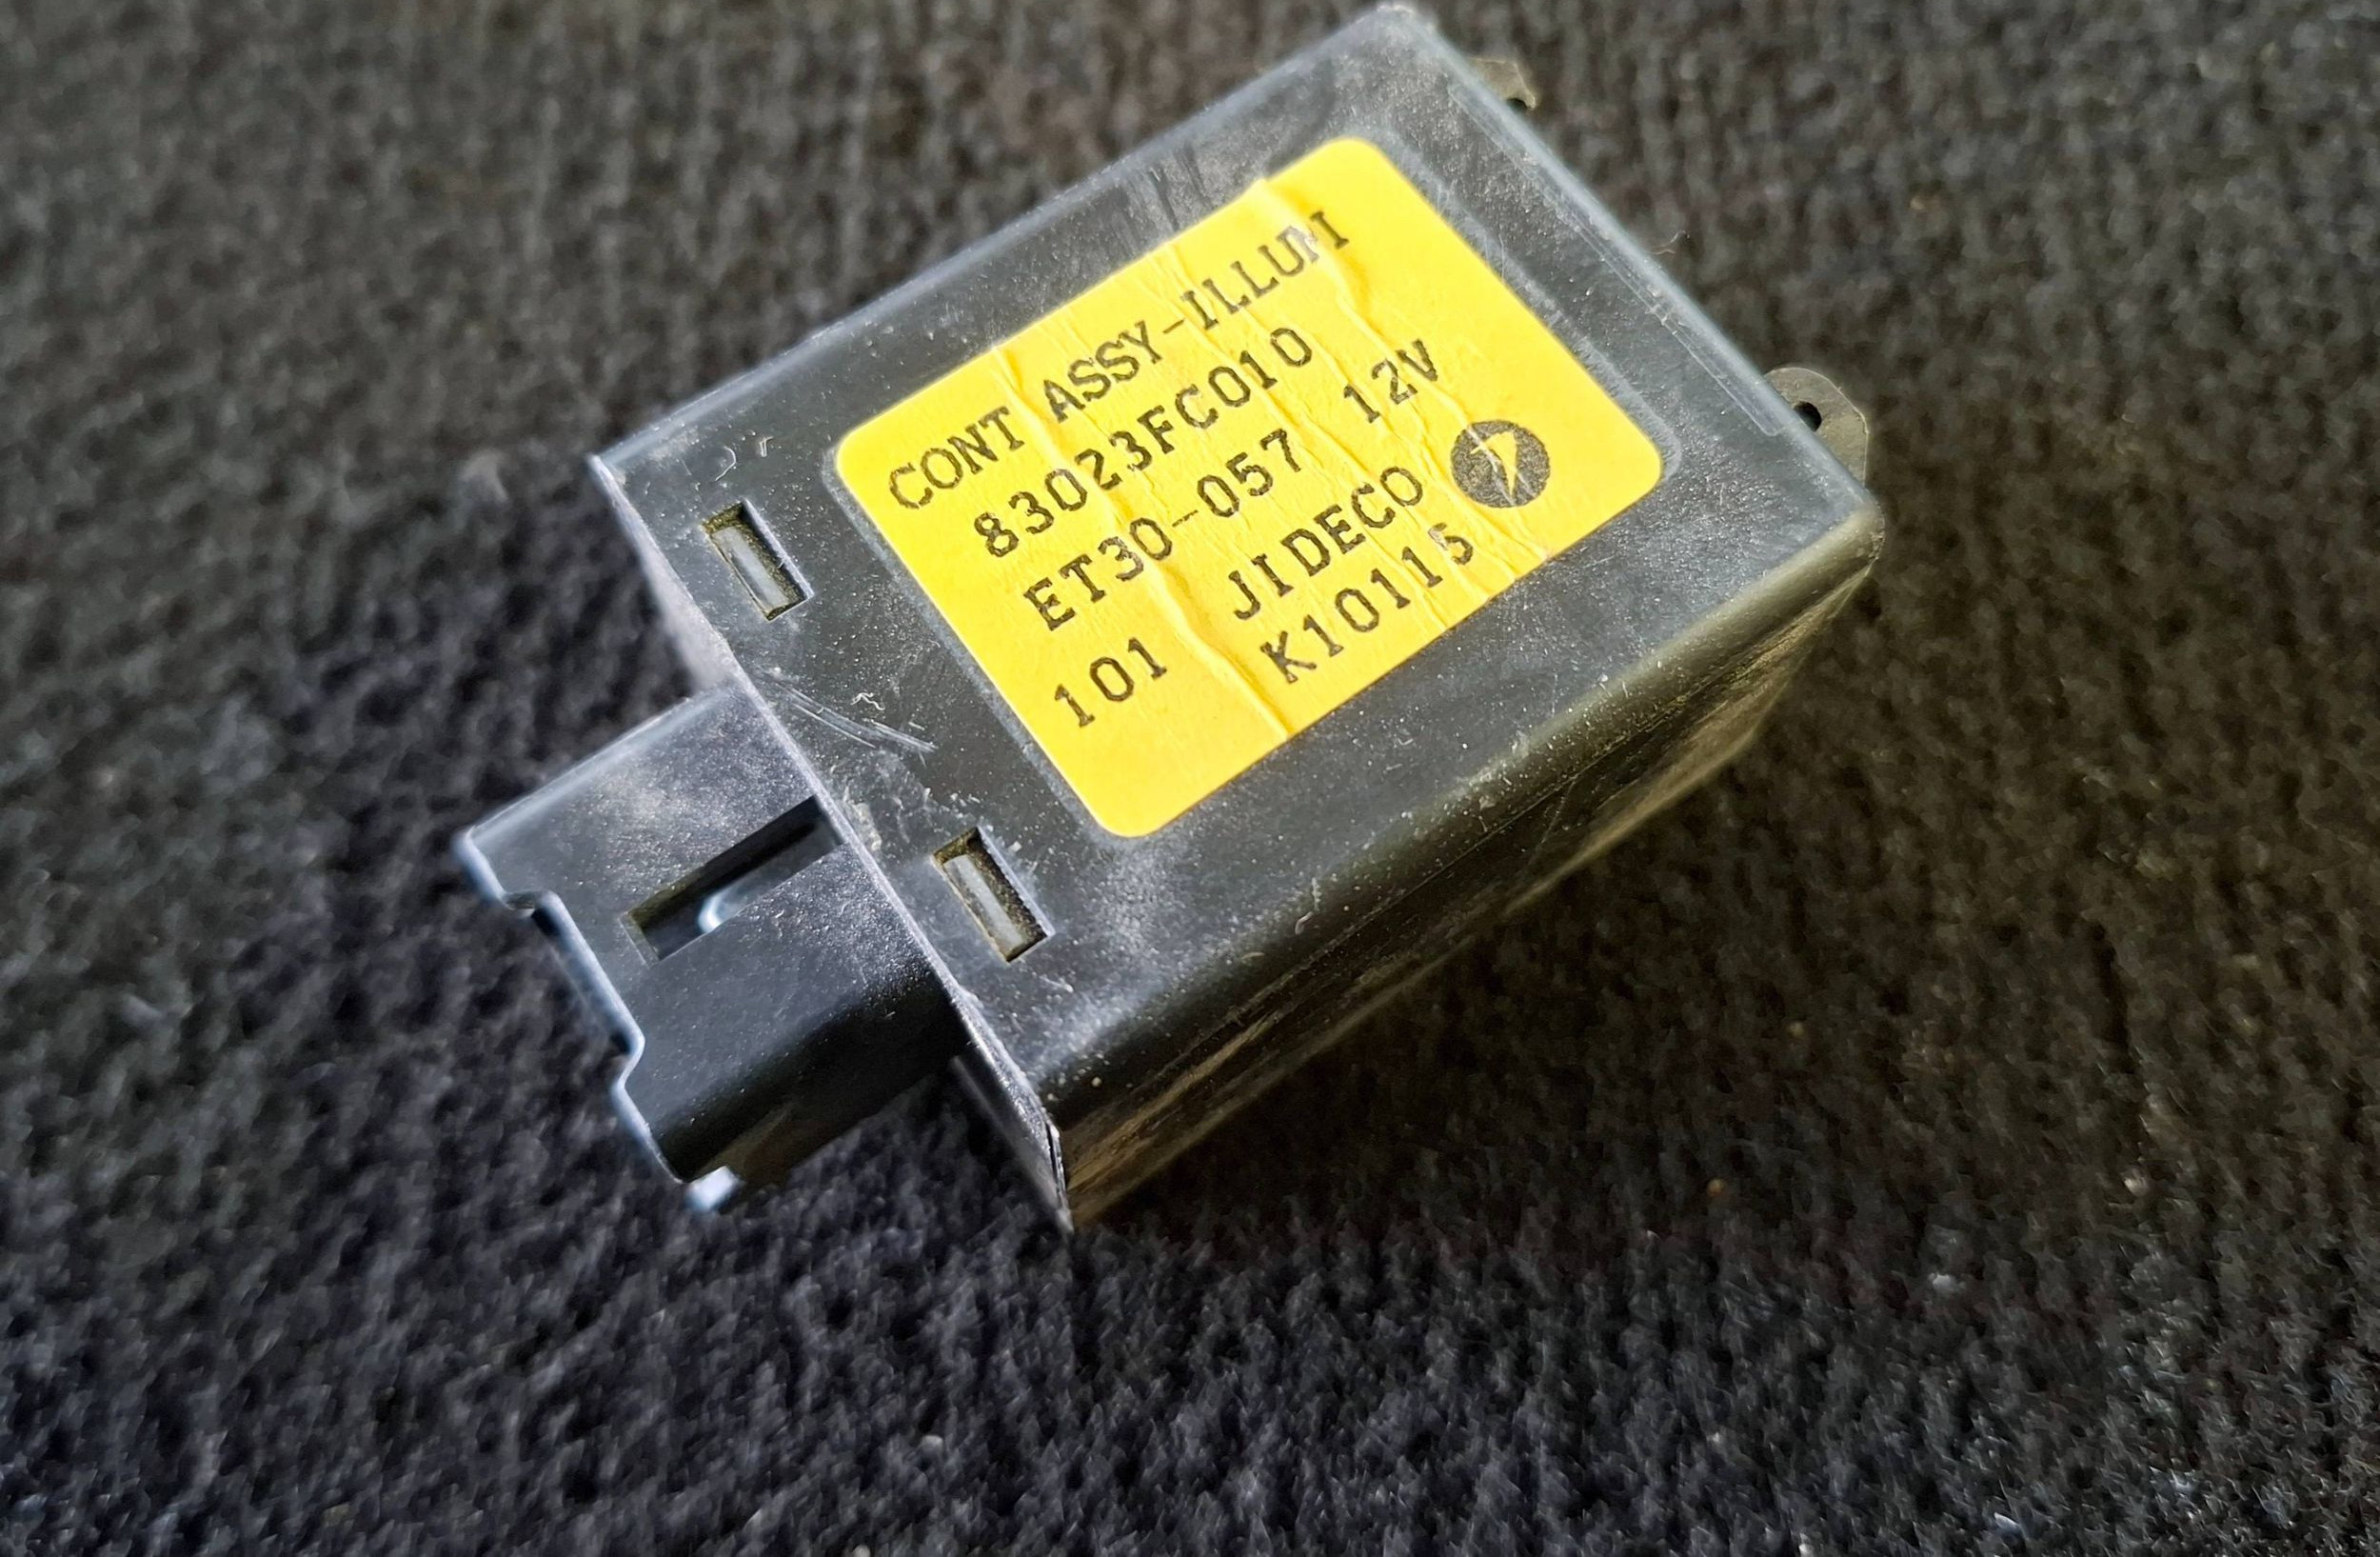 CONT ASSY-ILLUMI
83023FC010
ET30-057 12V
JIDECO
101 K10115